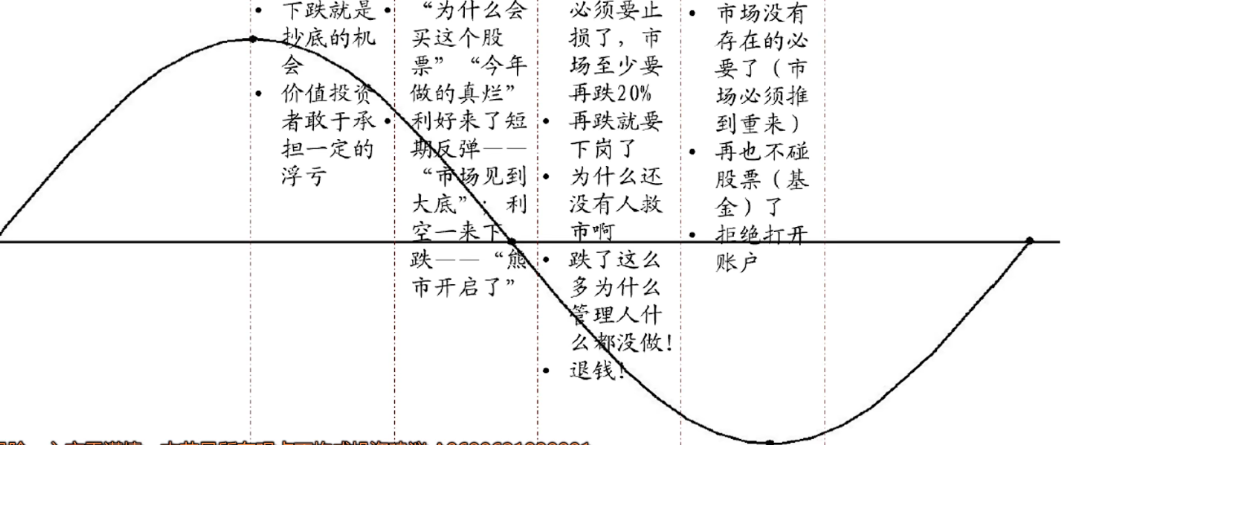 下跌就是
抄底的机
会
价值投资
者敢于承
担一定的
浮亏
“为什么会
买这个股
票”“今年
做的真烂”
利好来了短
期反弹——
“市场见到
大底”；利
空一来下
跌——“熊
市开启了”
必须要止
损了，市
场至少要
再跌20%
再跌就要
下岗了
为什么还
没有人救
市啊
跌了这么
多为什么
管理人什
么都没做！
退钱！
市场没有
存在的必
要了（市
场必须推
到重来）
再也不碰
股票（基
金）了
拒绝打开
账户